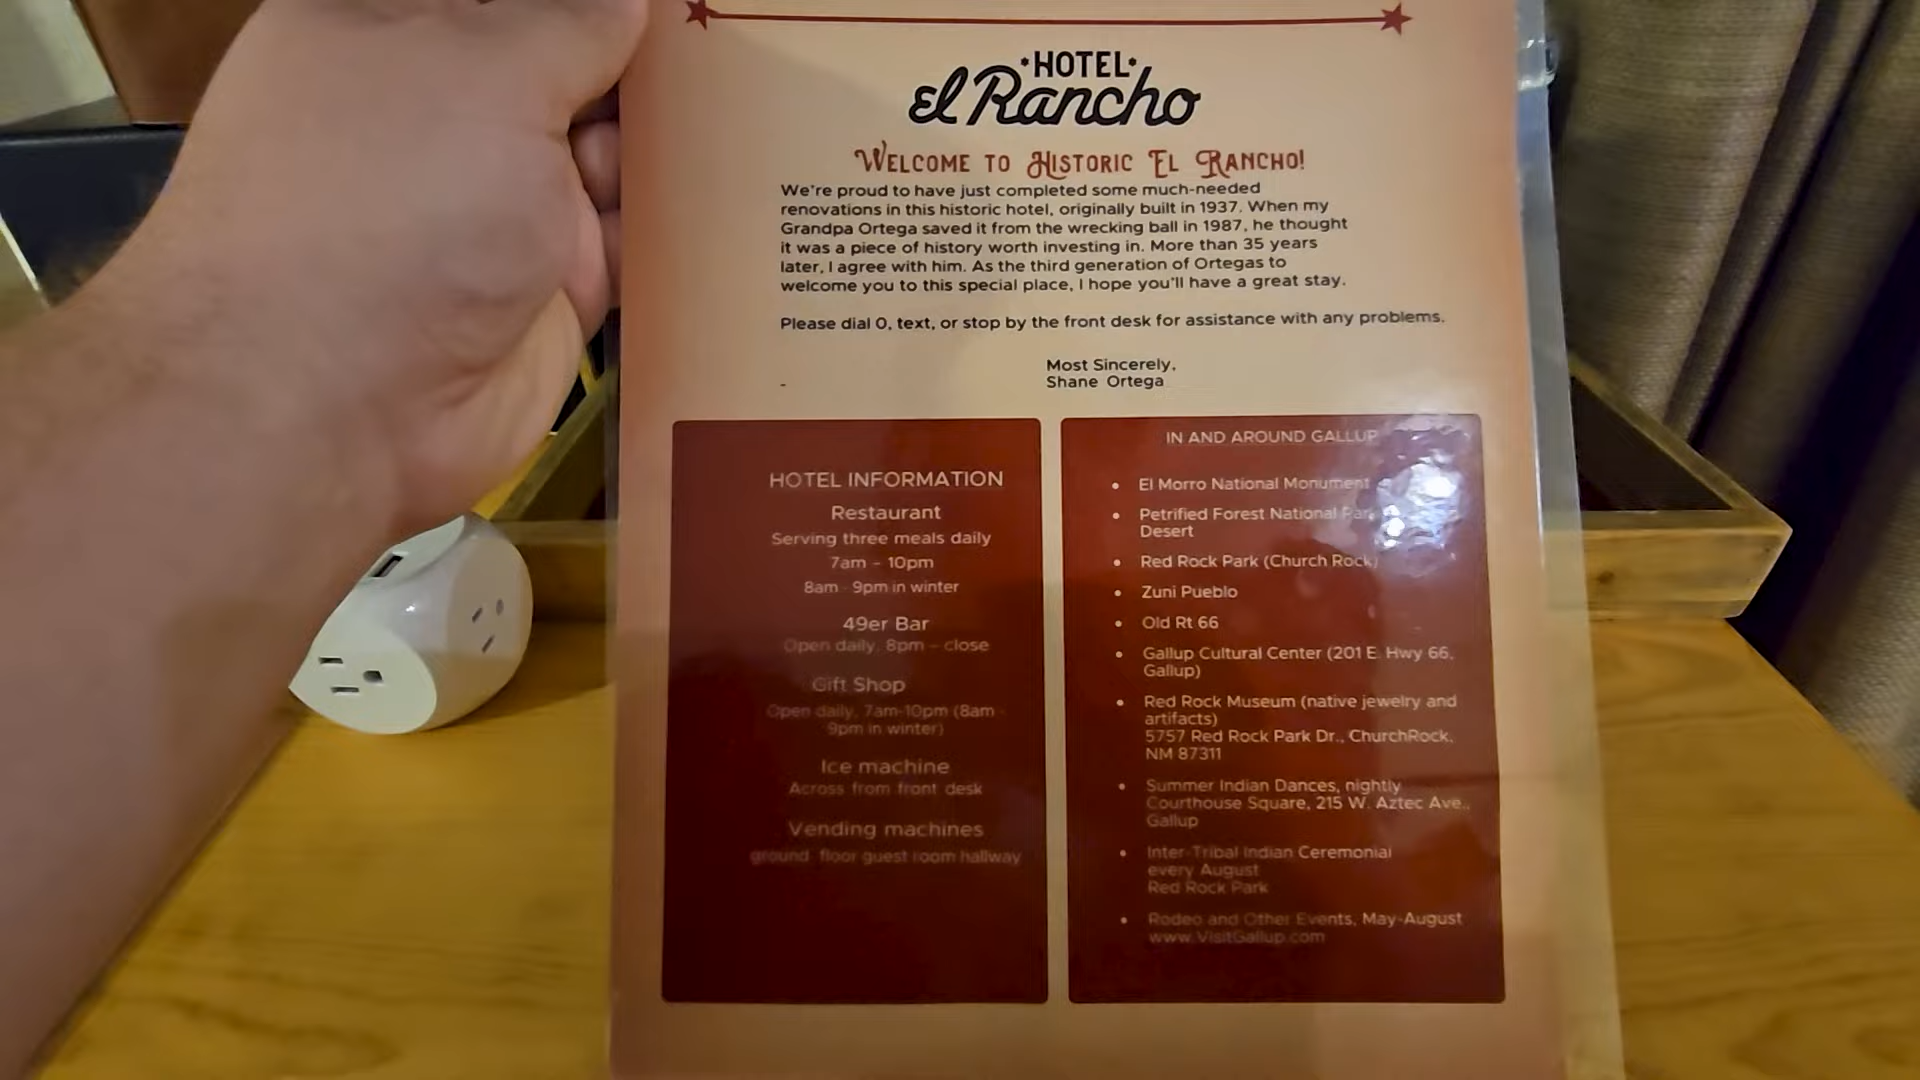 HOTEL
el Rancho
WELCOME TO HISTORIC EL RANCHO!
We're proud to have just completed some much-needed
renovations in this historic hotel, originally built in 1937. When my
Grandpa Ortega saved it from the wrecking ball in 1987, he thought
it was a piece of history worth investing in. More than 35 years
later, I agree with him. As the third generation of Ortegas to
welcome you to this special place, I hope you'll have a great stay.
Please dial 0, text, or stop by the front desk for assistance with any problems.
Most Sincerely,
- Shane Ortega
HOTEL INFORMATION
Restaurant
Serving three meals daily
7am - 10pm
8am - 9pm in winter
49er Bar
Open daily, 8pm - close
Gift Shop
Open daily, 7am-10pm (8am -
9pm in winter)
Ice machine
Across from front desk
Vending machines
ground floor guest room hallway
IN AND AROUND GALLUP
• El Morro National Monument
• Petrified Forest National Park
Desert
• Red Rock Park (Church Rock)
• Zuni Pueblo
• Old Rt 66
• Gallup Cultural Center (201 E. Hwy 66,
Gallup)
• Red Rock Museum (native jewelry and
artifacts)
5757 Red Rock Park Dr., ChurchRock,
NM 87311
• Summer Indian Dances, nightly
Courthouse Square, 215 W. Aztec Ave.,
Gallup
• Inter-Tribal Indian Ceremonial
every August
Red Rock Park
• Rodeo and Other Events, May-August
www.VisitGallup.com